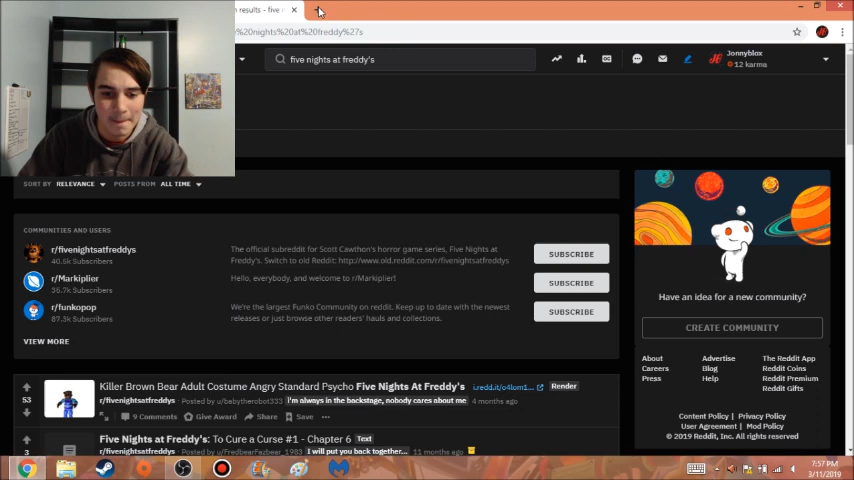 n results - five n
y%20nights%20at%20freddy%27s
five nights at freddy's
Jonnyblox
12 karma
SORT BY RELEVANCE POSTS FROM ALL TIME
COMMUNITIES AND USERS
r/fivenightsatfreddys
40.5k Subscribers
The official subreddit for Scott Cawthon's horror game series, Five Nights at
Freddy's. Switch to old Reddit: http://www.old.reddit.com/r/fivenightsatfreddys
SUBSCRIBE
r/Markiplier
35.7k Subscribers
Hello, everybody, and welcome to r/Markiplier!
SUBSCRIBE
r/funkopop
87.3k Subscribers
We're the largest Funko Community on reddit. Keep up to date with the newest
releases or just browse other readers' hauls and collections.
SUBSCRIBE
VIEW MORE
Have an idea for a new community?
CREATE COMMUNITY
About Advertise The Reddit App
Careers Blog Reddit Coins
Press Help Reddit Premium
Reddit Gifts
Content Policy | Privacy Policy
User Agreement | Mod Policy
© 2019 Reddit, Inc. All rights reserved
53
Killer Brown Bear Adult Costume Angry Standard Psycho Five Nights At Freddy's i.redd.it/o4lom1... Render
r/fivenightsatfreddys Posted by u/babytherobot333 I'm always in the backstage, nobody cares about me 4 months ago
9 Comments Give Award Share Save
3
Five Nights at Freddy's: To Cure a Curse #1 - Chapter 6 Text
r/fivenightsatfreddys Posted by u/FredbearFazbear_1983 I will put you back together... 11 months ago
7:57 PM
3/11/2019